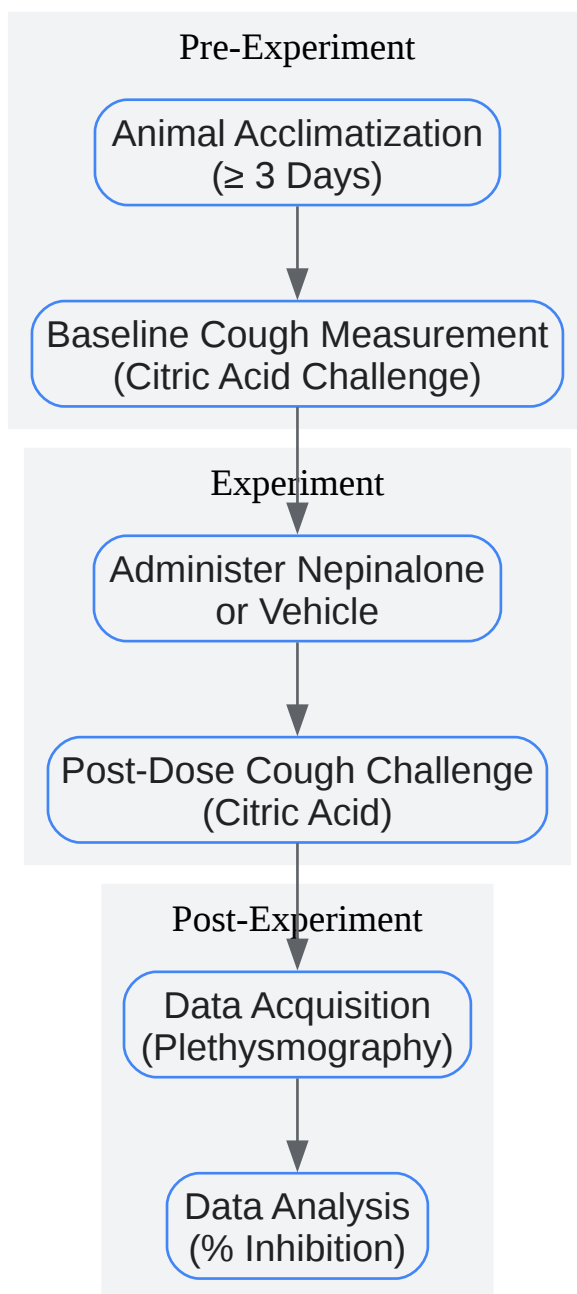 Pre-Experiment
Animal Acclimatization
(≥ 3 Days)
Baseline Cough Measurement
(Citric Acid Challenge)
Experiment
Administer Nepinalone
or Vehicle
Post-Dose Cough Challenge
(Citric Acid)
Post-Experiment
Data Acquisition
(Plethysmography)
Data Analysis
(% Inhibition)